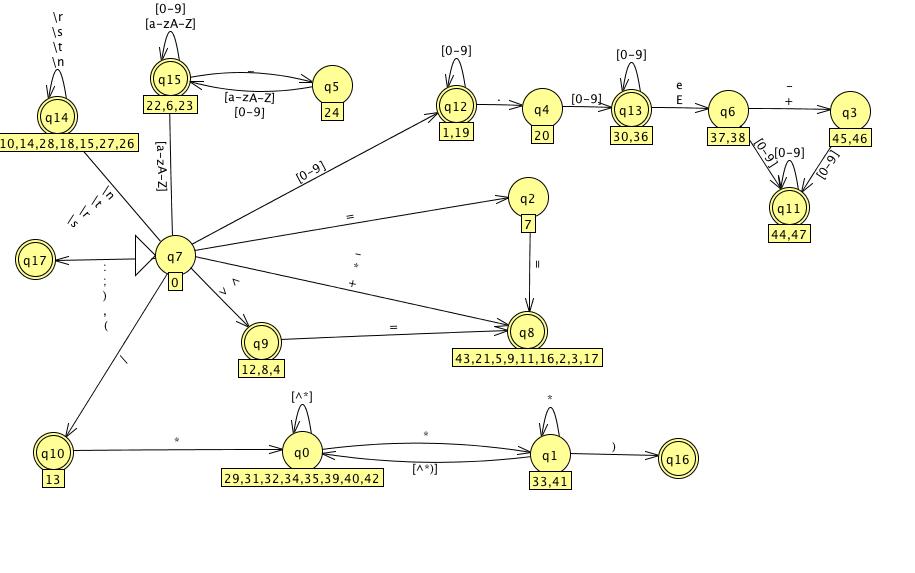 \r
\s
\t
\n
q14
10,14,28,18,15,27,26
[0-9]
[a-zA-Z]
q15
22,6,23
_
[a-zA-Z]
[0-9]
q5
24
[0-9]
q12
1,19
.
q4
20
[0-9]
[0-9]
q13
30,36
e
E
q6
37,38
-
+
q3
45,46
[0-9]
[0-9]
[0-9]
q11
44,47
[a-zA-Z]
[0-9]
\n
\t
\r
\s
=
q2
7
=
q17
:
;
)
,
(
q7
0
-
*
+
< >
q9
12,8,4
=
q8
43,21,5,9,11,16,2,3,17
/
q10
13
*
[^*]
q0
29,31,32,34,35,39,40,42
*
[^*)]
*
q1
33,41
)
q16